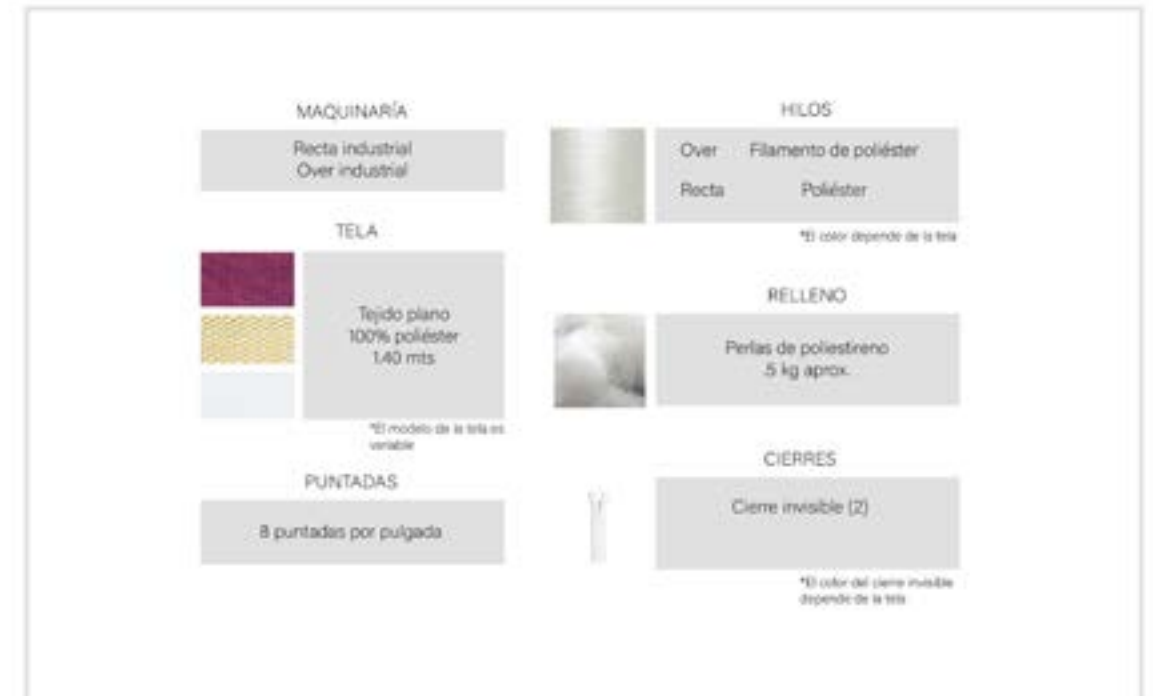 MAQUINARÍA
Recta industrial
Over industrial
TELA
Tejido plano
100% poliéster
1.40 mts
*El modelo de la tela es
variable
PUNTADAS
8 puntadas por pulgada
HILOS
Over Filamento de poliéster
Recta Poliéster
*El color depende de la tela
RELLENO
Perlas de poliestireno
.5 kg aprox.
CIERRES
Cierre invisible (2)
*El color del cierre invisible
depende de la tela